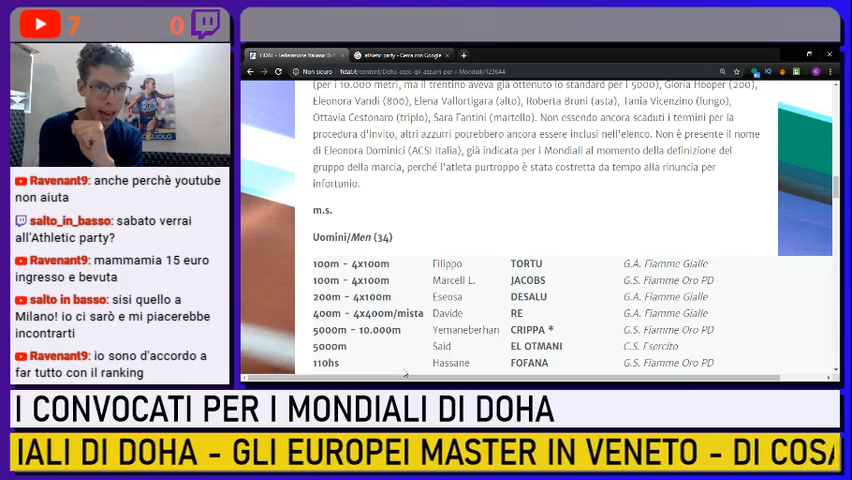 7
0
FIDAL - Federazione Italiana Di A
athletic party - Cerca con Google
Non sicuro
fidal.it/content/Doha-ecco-gli-azzurri-per-i-Mondiali/123644
(per i 10.000 metri, ma il trentino aveva già ottenuto lo standard per i 5000), Gloria Hooper (200),
Eleonora Vandi (800), Elena Vallortigara (alto), Roberta Bruni (asta), Tania Vicenzino (lungo),
Ottavia Cestonaro (triplo), Sara Fantini (martello). Non essendo ancora scaduti i termini per la
procedura d'invito, altri azzurri potrebbero ancora essere inclusi nell'elenco. Non è presente il nome
di Eleonora Dominici (ACSI Italia), già indicata per i Mondiali al momento della definizione del
gruppo della marcia, perché l'atleta purtroppo è stata costretta da tempo alla rinuncia per
infortunio.
m.s.
Uomini/Men (34)
100m - 4x100m Filippo TORTU G.A. Fiamme Gialle
100m - 4x100m Marcell L. JACOBS G.S. Fiamme Oro PD
200m - 4x100m Eseosa DESALU G.A. Fiamme Gialle
400m - 4x400m/mista Davide RE G.A. Fiamme Gialle
5000m - 10.000m Yemaneberhan CRIPPA * G.S. Fiamme Oro PD
5000m Said EL OTMANI C.S. Esercito
110hs Hassane FOFANA G.S. Fiamme Oro PD
Ravenant9: anche perchè youtube
non aiuta
salto_in_basso: sabato verrai
all'Athletic party?
Ravenant9: mammamia 15 euro
ingresso e bevuta
salto in basso: sisi quello a
Milano! io ci sarò e mi piacerebbe
incontrarti
Ravenant9: io sono d'accordo a
far tutto con il ranking
I CONVOCATI PER I MONDIALI DI DOHA
IALI DI DOHA - GLI EUROPEI MASTER IN VENETO - DI COSA